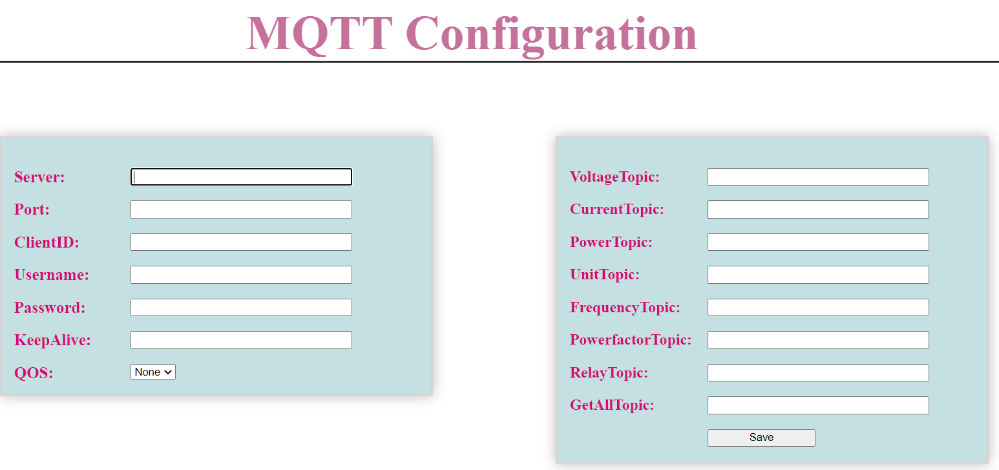 MQTT Configuration
Server:
Port:
ClientID:
Username:
Password:
KeepAlive:
QOS: None
VoltageTopic:
CurrentTopic:
PowerTopic:
UnitTopic:
FrequencyTopic:
PowerfactorTopic:
RelayTopic:
GetAllTopic:
Save